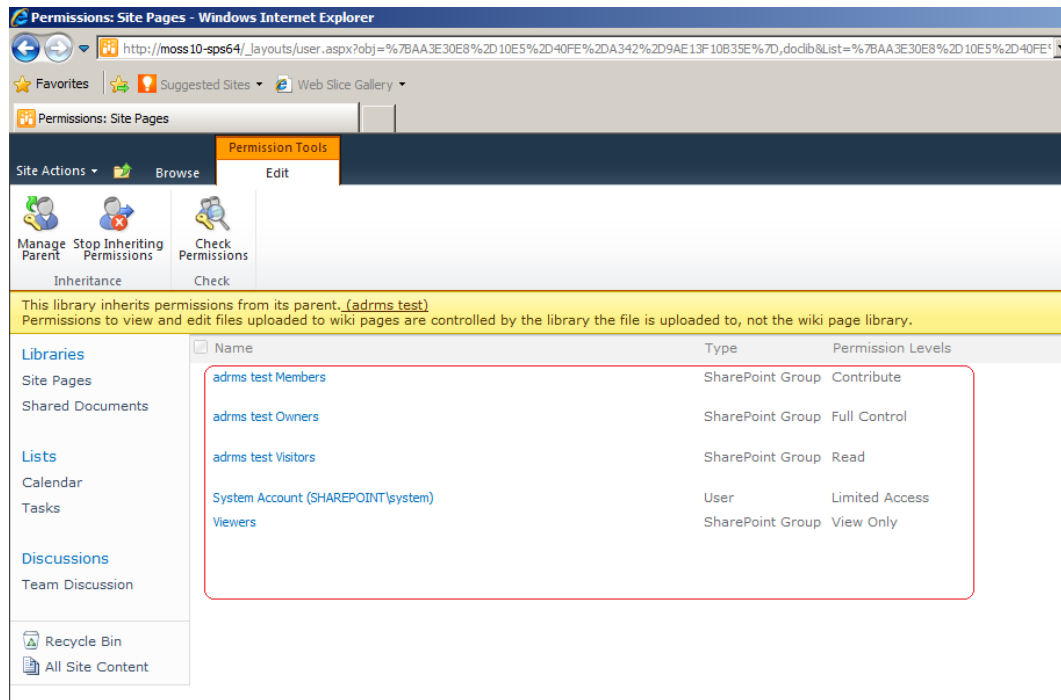 Permissions: Site Pages - Windows Internet Explorer
http://moss10-sps64/_layouts/user.aspx?obj=%7BAA3E30E8%2D10E5%2D40FE%2DA342%2D9AE13F10B35E%7D,doclib&List=%7BAA3E30E8%2D10E5%2D40FE
Favorites Suggested Sites Web Slice Gallery
Permissions: Site Pages
Permission Tools
Site Actions Browse Edit
Manage Parent Stop Inheriting Permissions Check Permissions
Inheritance Check
This library inherits permissions from its parent. (adrms test)
Permissions to view and edit files uploaded to wiki pages are controlled by the library the file is uploaded to, not the wiki page library.
Libraries
Site Pages
Shared Documents
Lists
Calendar
Tasks
Discussions
Team Discussion
Recycle Bin
All Site Content
Name Type Permission Levels
adrms test Members SharePoint Group Contribute
adrms test Owners SharePoint Group Full Control
adrms test Visitors SharePoint Group Read
System Account (SHAREPOINT\system) User Limited Access
Viewers SharePoint Group View Only